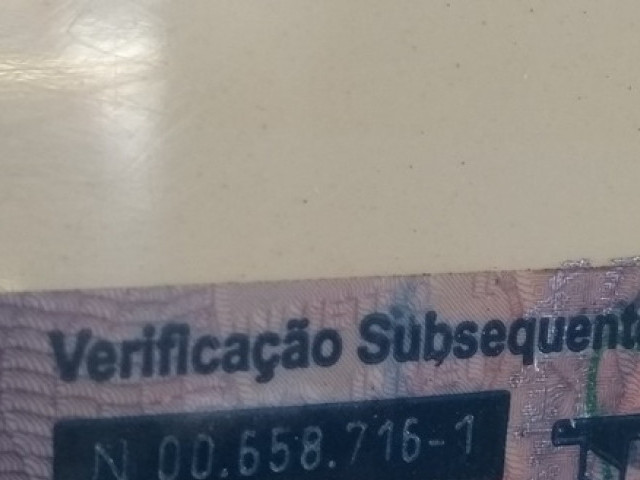 Verificação Subsequent
N 00.658.716-1